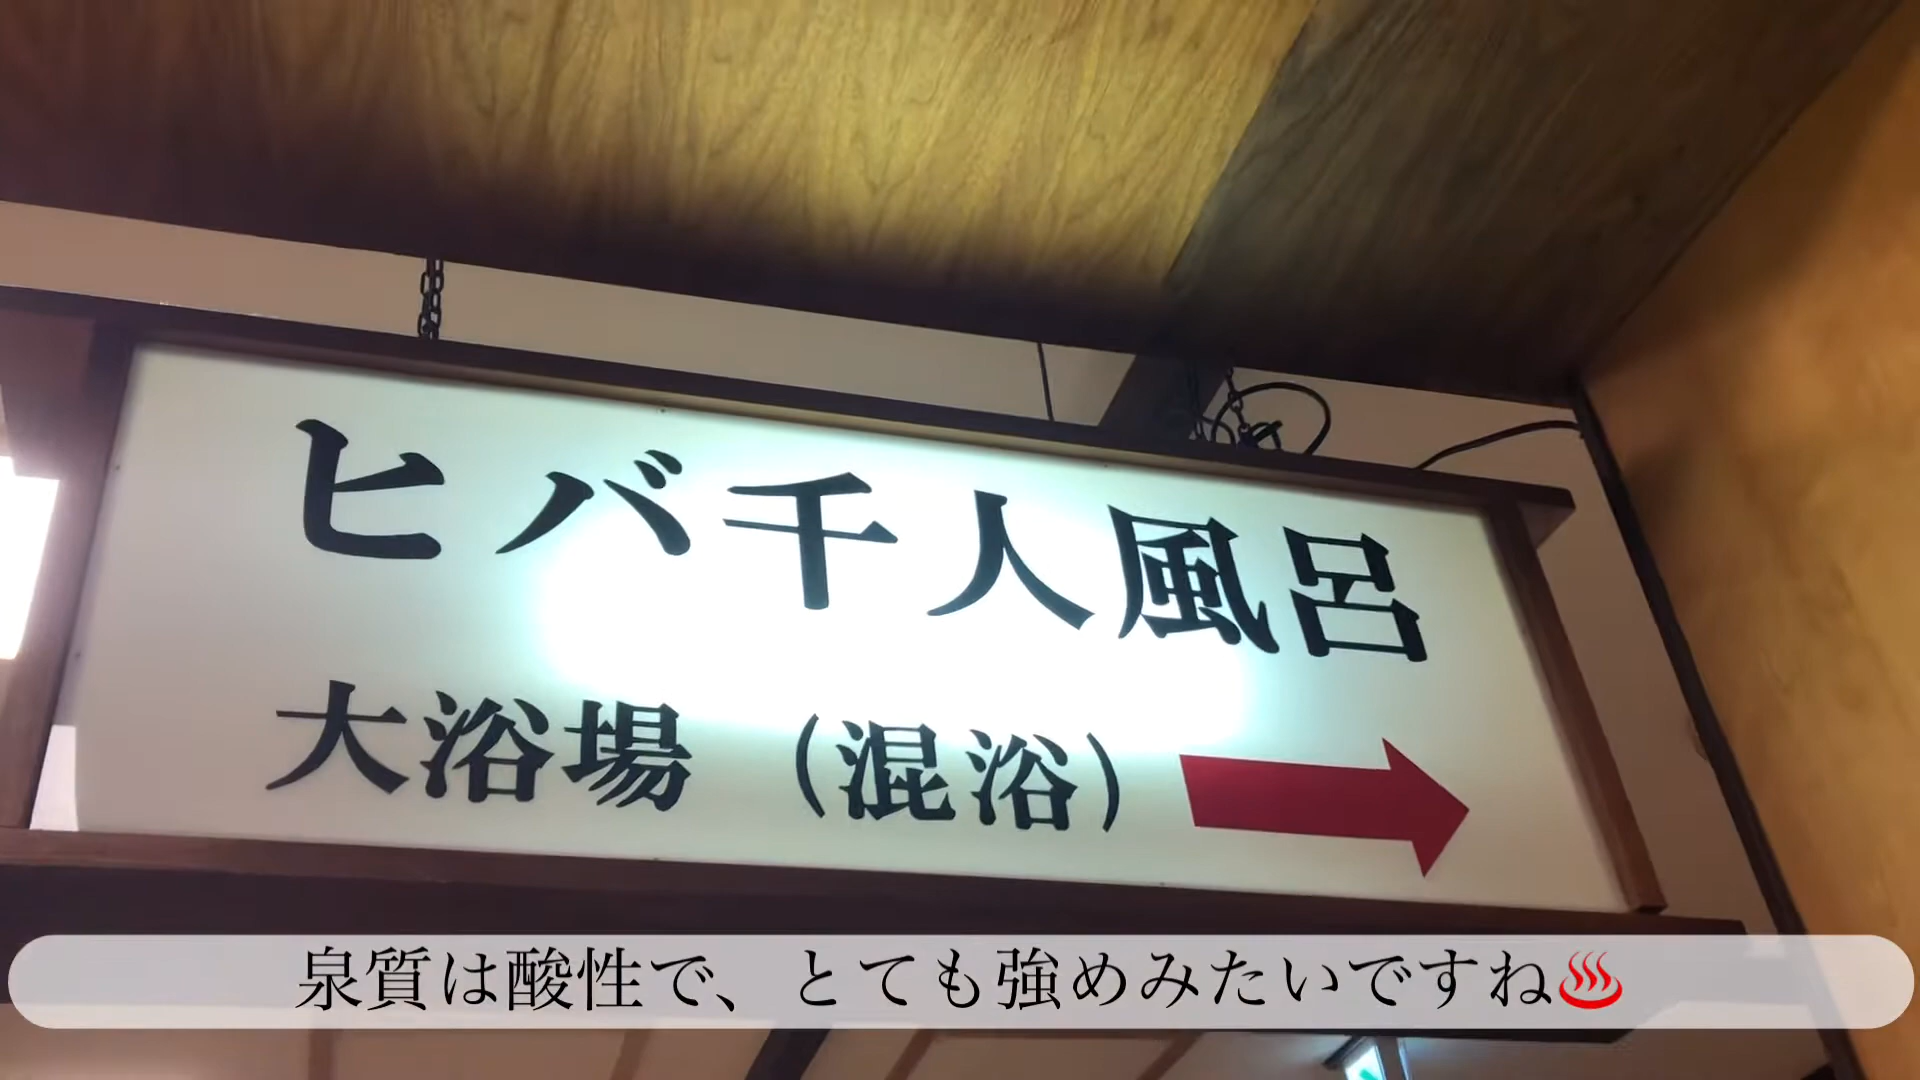 ヒバ千人風呂
大浴場（混浴）
泉質は酸性で、とても強めみたいですね♨